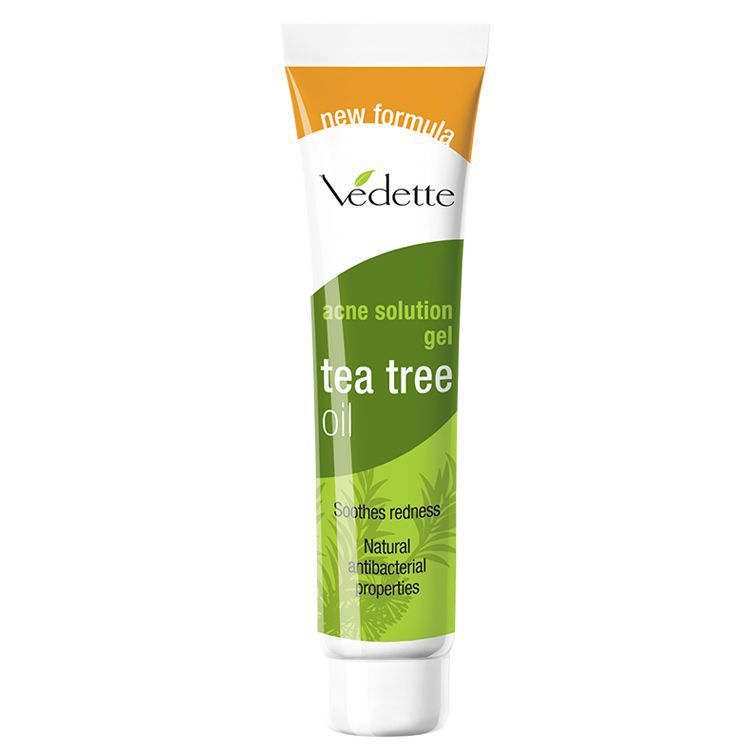 new formula
Vedette
acne solution
gel
tea tree
oil
Soothes redness
Natural
antibacterial
properties